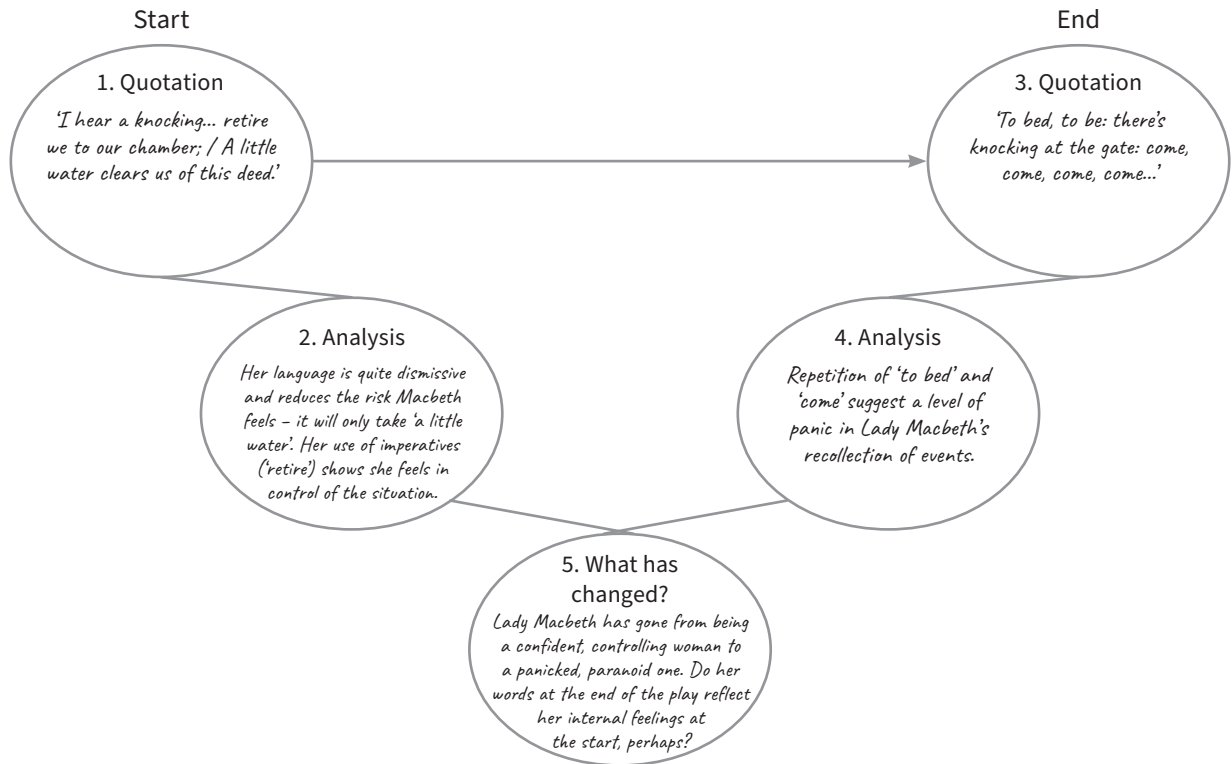 Start
End
1. Quotation
‘I hear a knocking... retire
we to our chamber; / A little
water clears us of this deed.’
3. Quotation
‘To bed, to be: there’s
knocking at the gate: come,
come, come, come...’
2. Analysis
Her language is quite dismissive
and reduces the risk Macbeth
feels – it will only take ‘a little
water’. Her use of imperatives
(‘retire’) shows she feels in
control of the situation.
4. Analysis
Repetition of ‘to bed’ and
‘come’ suggest a level of
panic in Lady Macbeth’s
recollection of events.
5. What has
changed?
Lady Macbeth has gone from being
a confident, controlling woman to
a panicked, paranoid one. Do her
words at the end of the play reflect
her internal feelings at
the start, perhaps?